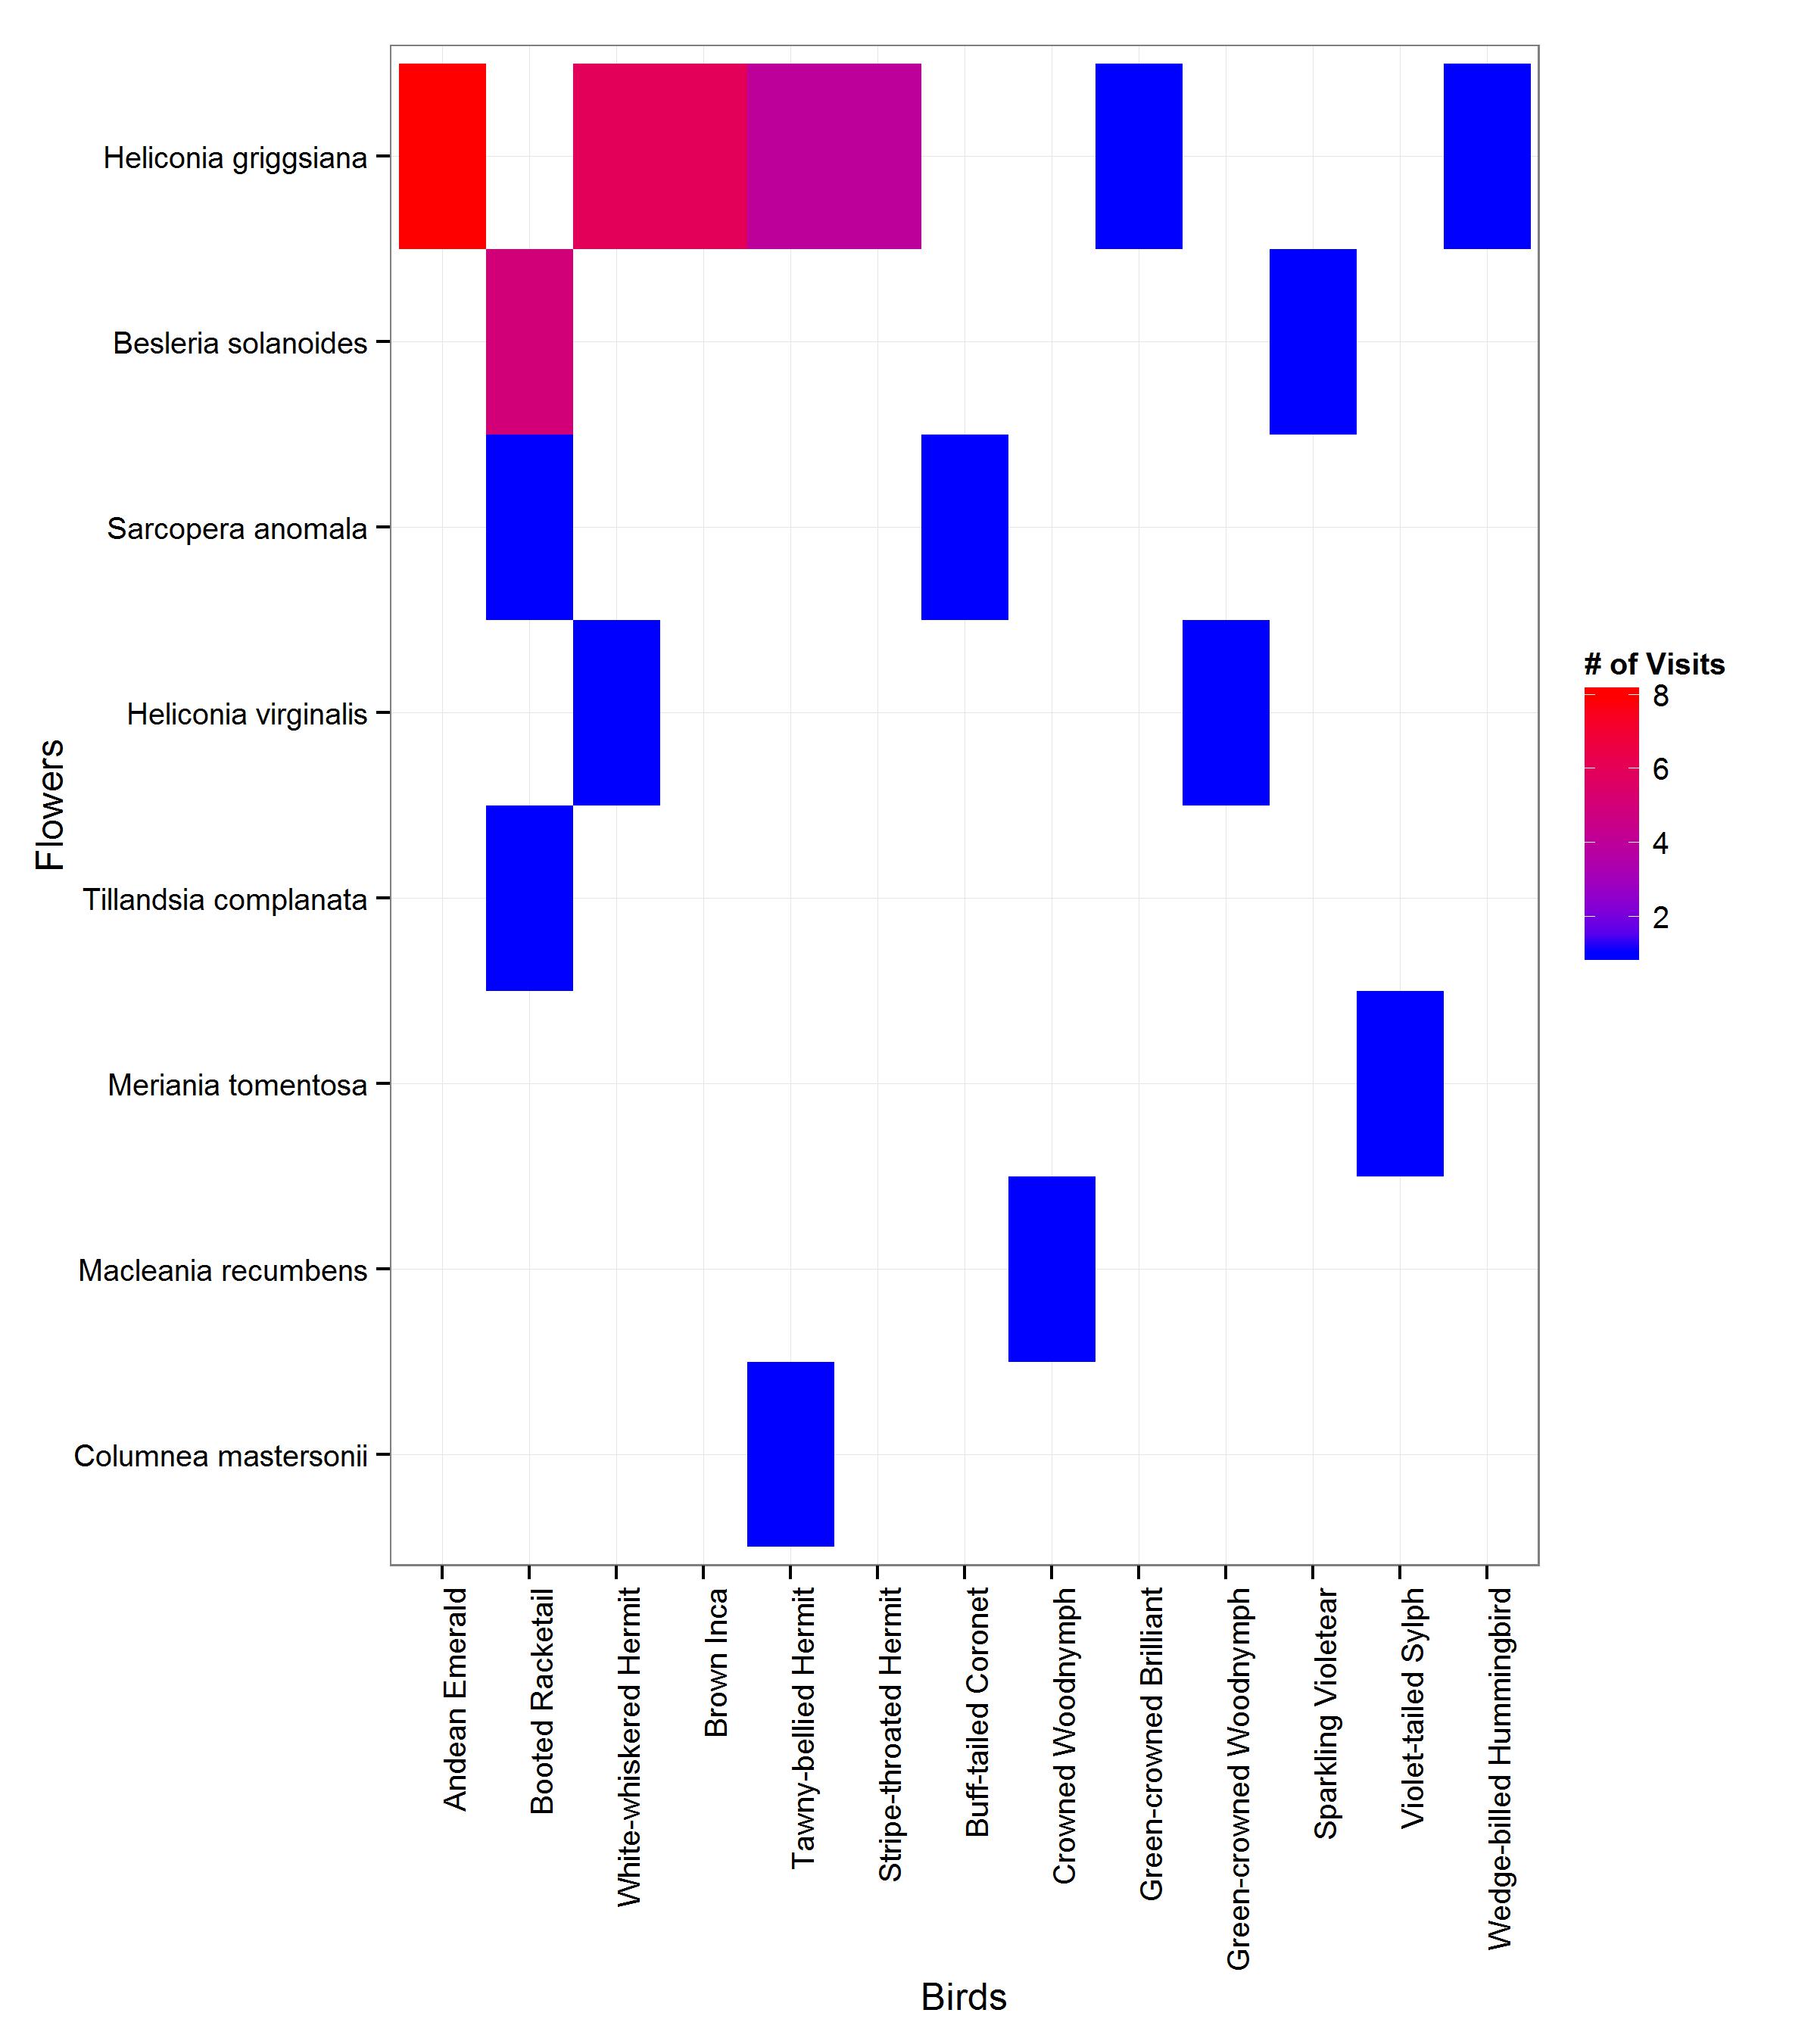 Heliconia griggsiana
Besleria solanoides
Sarcopera anomala
Heliconia virginalis
Tillandsia complanata
Meriania tomentosa
Macleania recumbens
Columnea mastersonii
Flowers
Andean Emerald
Booted Racketail
White-whiskered Hermit
Brown Inca
Tawny-bellied Hermit
Stripe-throated Hermit
Buff-tailed Coronet
Crowned Woodnymph
Green-crowned Brilliant
Green-crowned Woodnymph
Sparkling Violetear
Violet-tailed Sylph
Wedge-billed Hummingbird
Birds
# of Visits
8
6
4
2